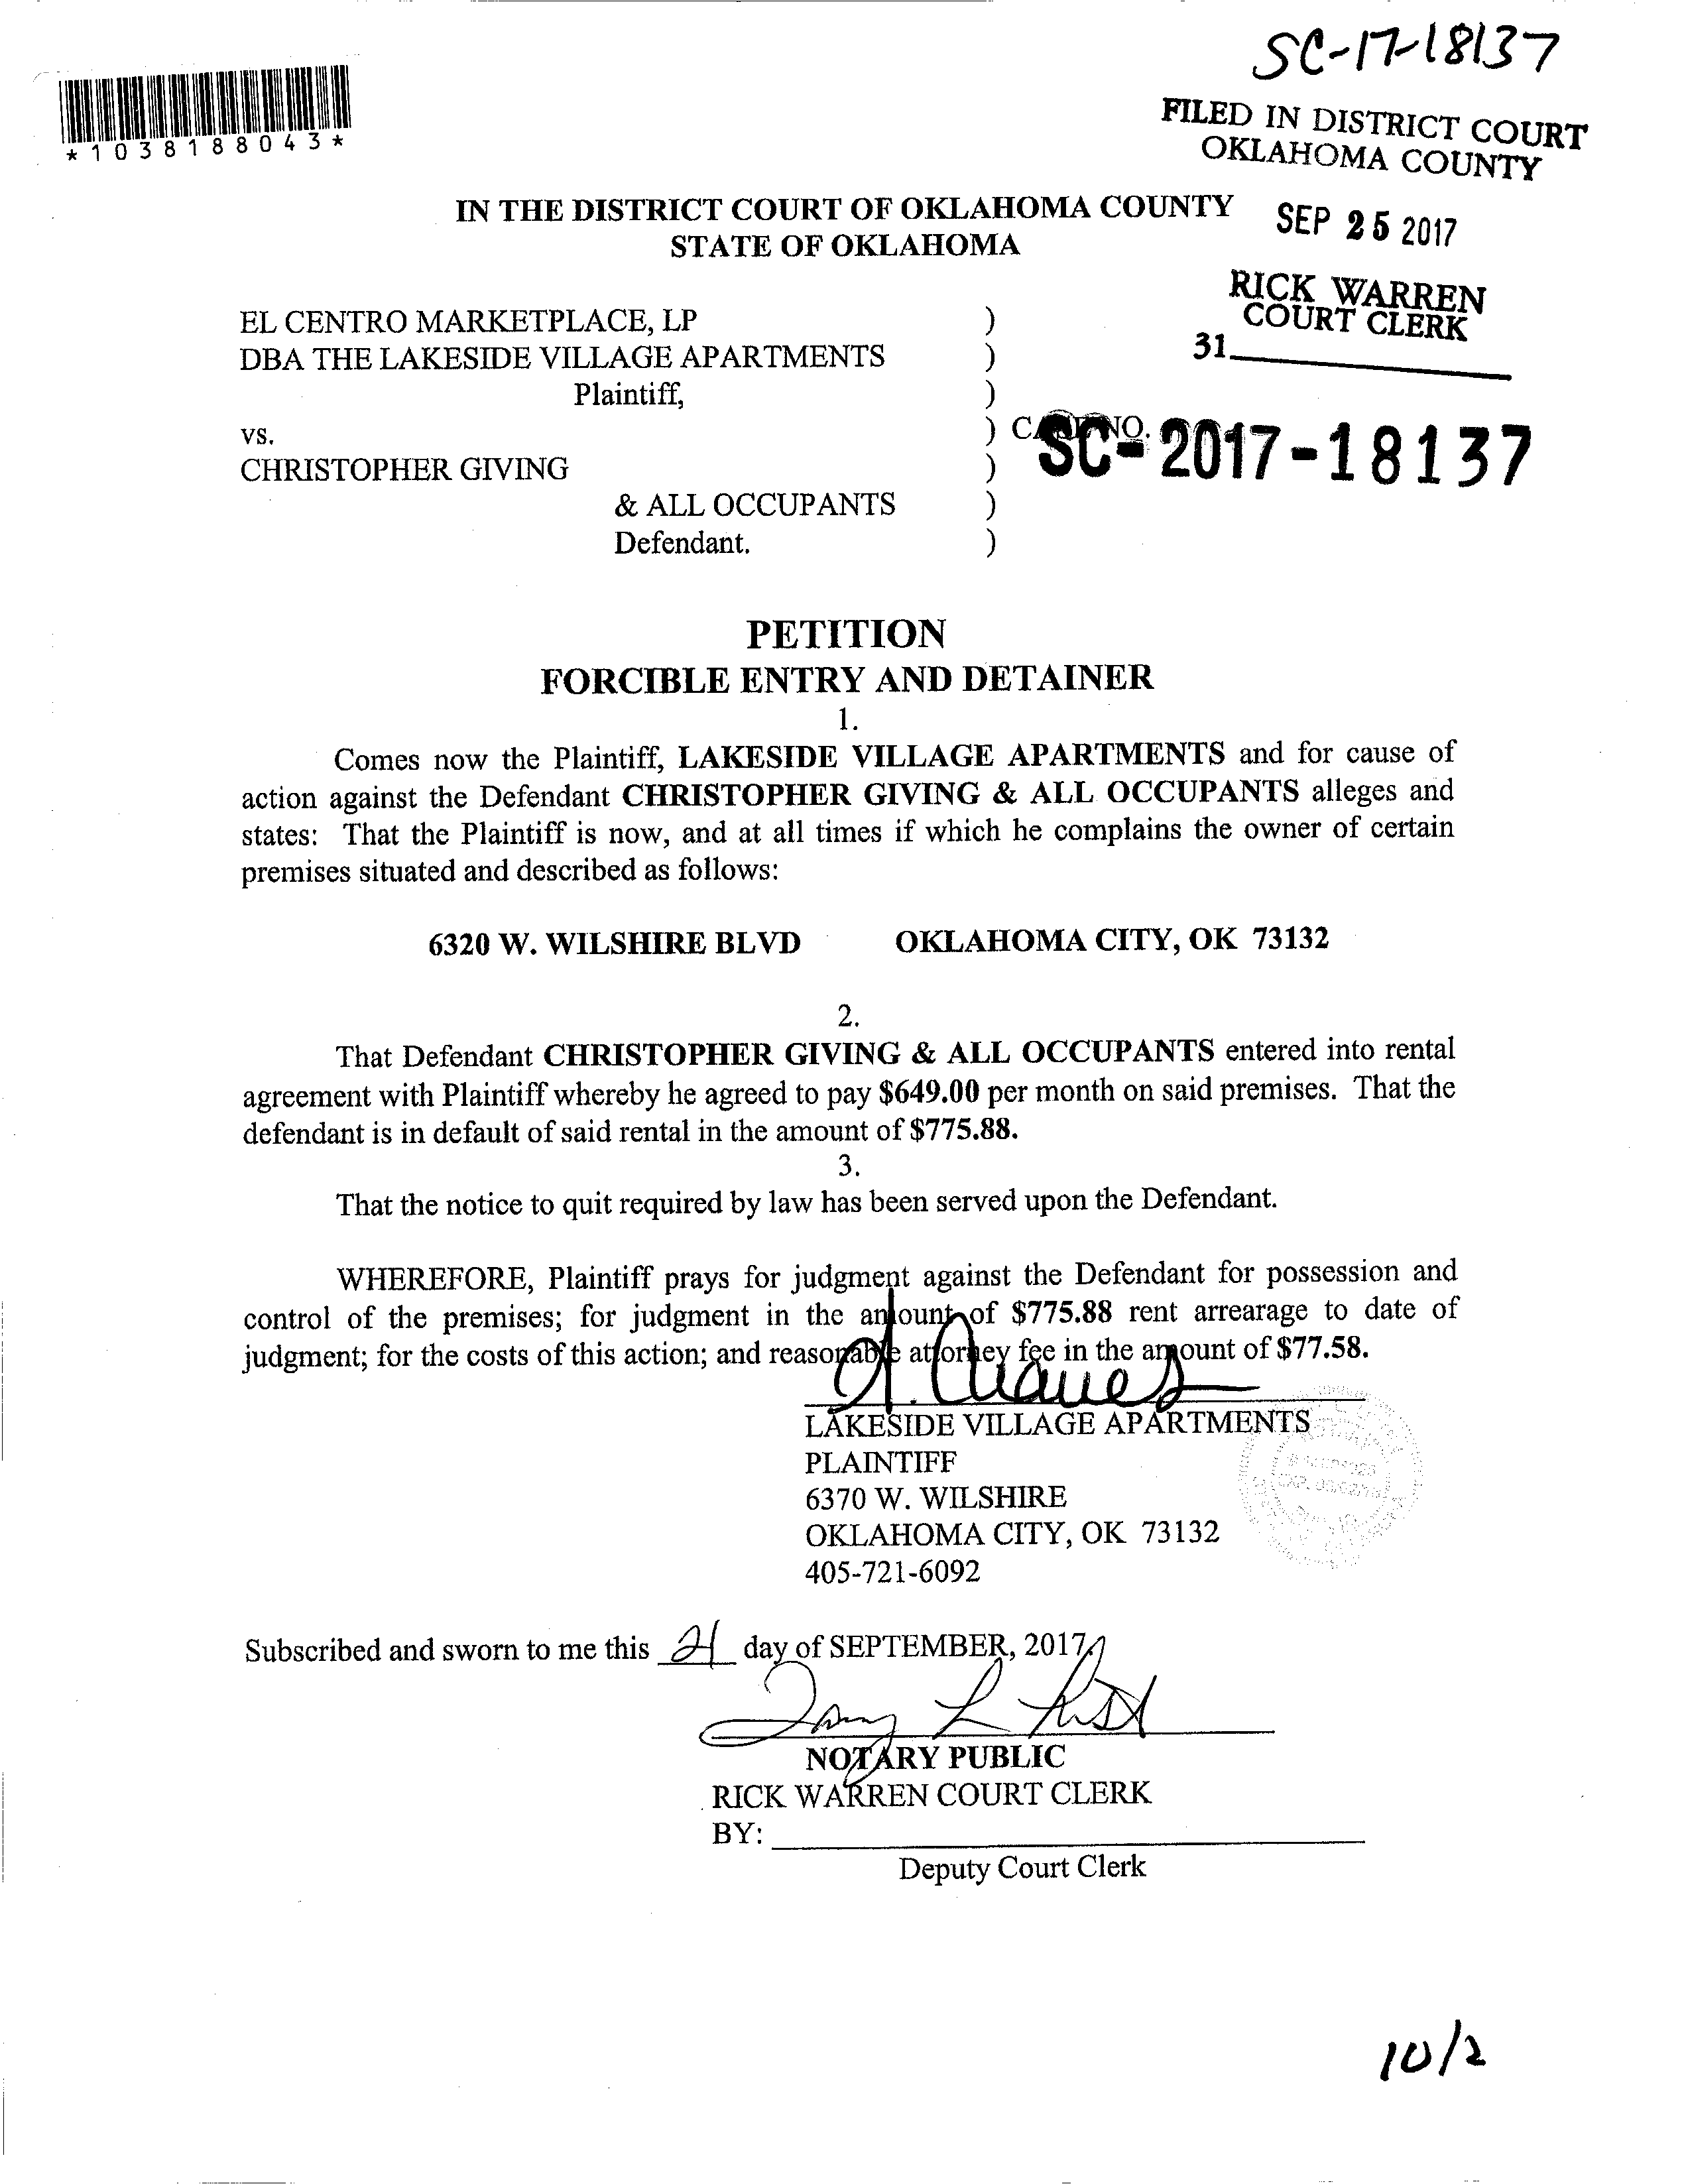 SC-17-18137
*1038188043*
FILED IN DISTRICT COURT
OKLAHOMA COUNTY
IN THE DISTRICT COURT OF OKLAHOMA COUNTY
STATE OF OKLAHOMA
SEP 25 2017
RICK WARREN
COURT CLERK
31
EL CENTRO MARKETPLACE, LP )
DBA THE LAKESIDE VILLAGE APARTMENTS )
Plaintiff, )
vs. ) CASE NO. SC-2017-18137
CHRISTOPHER GIVING )
& ALL OCCUPANTS )
Defendant. )
PETITION
FORCIBLE ENTRY AND DETAINER
1.
Comes now the Plaintiff, LAKESIDE VILLAGE APARTMENTS and for cause of
action against the Defendant CHRISTOPHER GIVING & ALL OCCUPANTS alleges and
states: That the Plaintiff is now, and at all times if which he complains the owner of certain
premises situated and described as follows:
6320 W. WILSHIRE BLVD OKLAHOMA CITY, OK 73132
2.
That Defendant CHRISTOPHER GIVING & ALL OCCUPANTS entered into rental
agreement with Plaintiff whereby he agreed to pay $649.00 per month on said premises. That the
defendant is in default of said rental in the amount of $775.88.
3.
That the notice to quit required by law has been served upon the Defendant.
WHEREFORE, Plaintiff prays for judgment against the Defendant for possession and
control of the premises; for judgment in the amount of $775.88 rent arrearage to date of
judgment; for the costs of this action; and reasonable attorney fee in the amount of $77.58.
LAKESIDE VILLAGE APARTMENTS
PLAINTIFF
6370 W. WILSHIRE
OKLAHOMA CITY, OK 73132
405-721-6092
Subscribed and sworn to me this 21 day of SEPTEMBER, 2017.
NOTARY PUBLIC
RICK WARREN COURT CLERK
BY:
Deputy Court Clerk
10/2